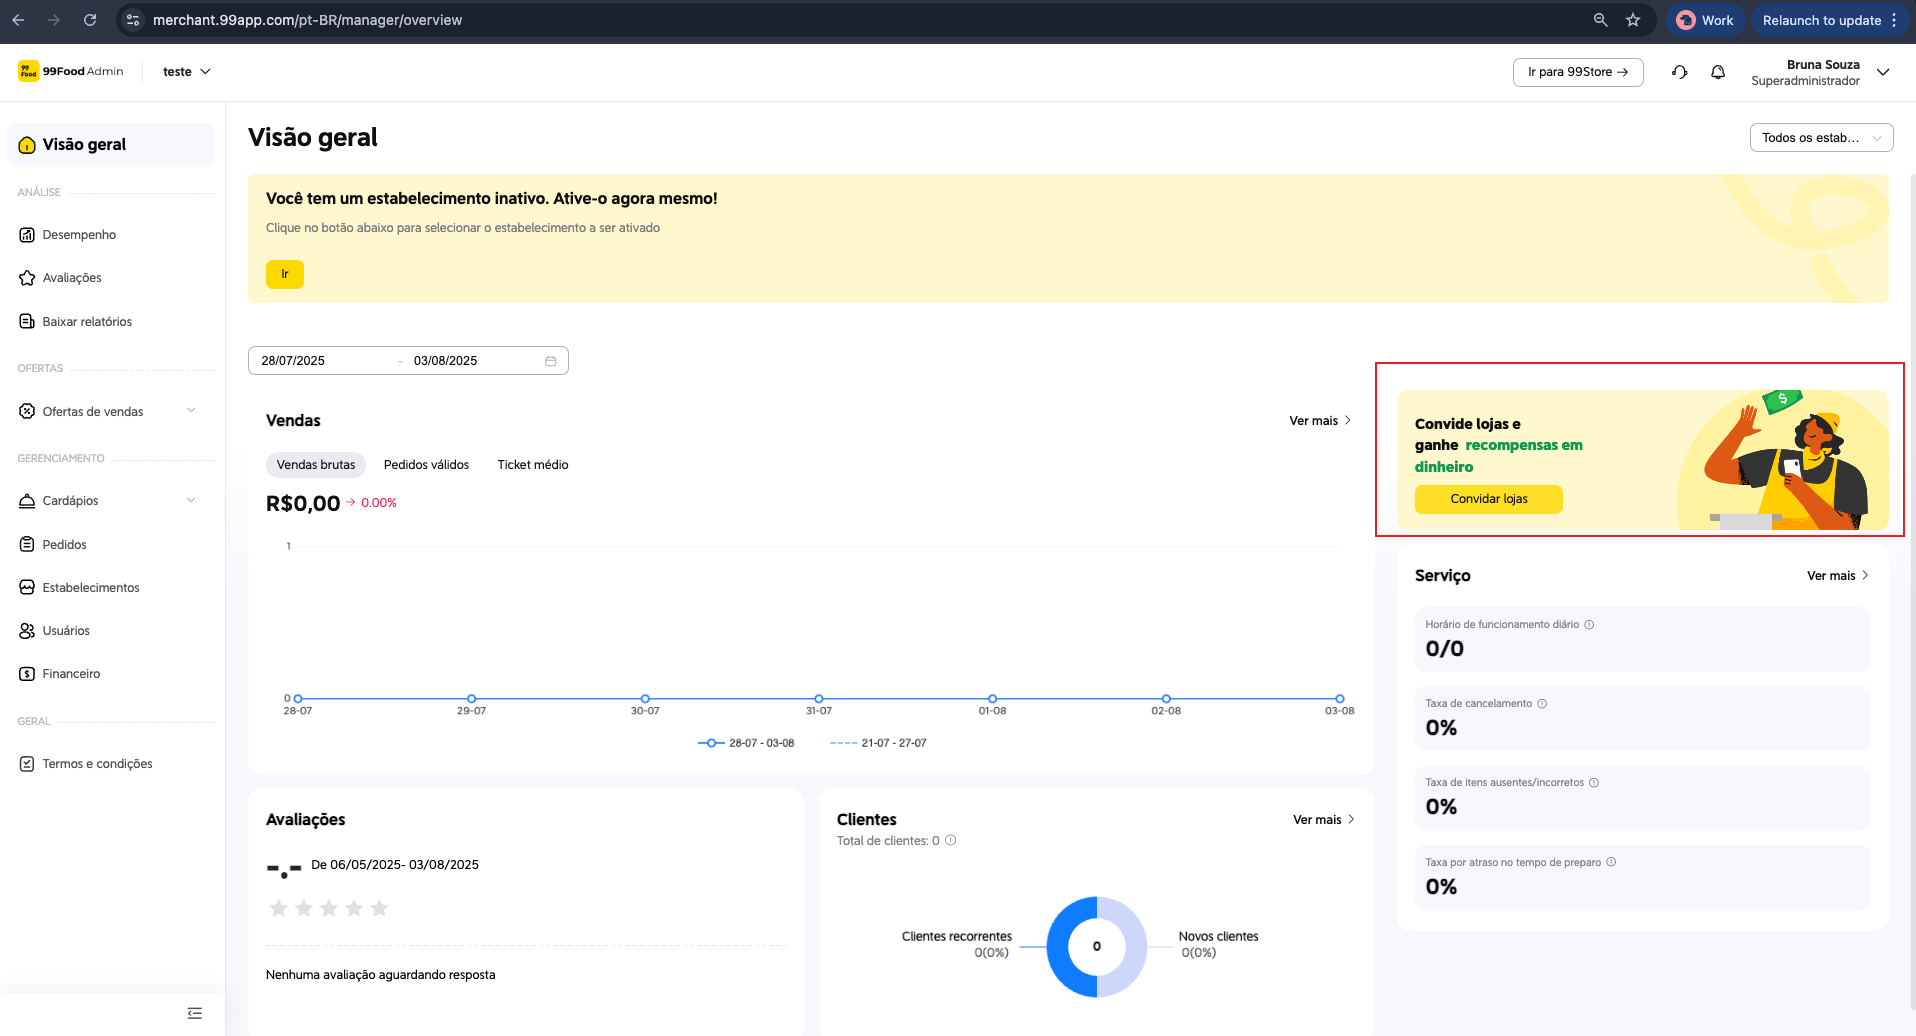 merchant.99app.com/pt-BR/manager/overview
Work
Relaunch to update
99 Food
99Food Admin
teste
Ir para 99Store →
Bruna Souza
Superadministrador
Visão geral
ANÁLISE
Desempenho
Avaliações
Baixar relatórios
OFERTAS
Ofertas de vendas
GERENCIAMENTO
Cardápios
Pedidos
Estabelecimentos
Usuários
Financeiro
GERAL
Termos e condições
Visão geral
Todos os estab...
Você tem um estabelecimento inativo. Ative-o agora mesmo!
Clique no botão abaixo para selecionar o estabelecimento a ser ativado
Ir
28/07/2025 - 03/08/2025
Vendas
Ver mais
Vendas brutas
Pedidos válidos
Ticket médio
R$0,00 → 0.00%
1
0
28-07
29-07
30-07
31-07
01-08
02-08
03-08
28-07 - 03-08
21-07 - 27-07
Convide lojas e
ganhe recompensas em
dinheiro
Convidar lojas
$
Serviço
Ver mais
Horário de funcionamento diário
0/0
Taxa de cancelamento
0%
Taxa de itens ausentes/incorretos
0%
Taxa por atraso no tempo de preparo
0%
Avaliações
-.- De 06/05/2025- 03/08/2025
Nenhuma avaliação aguardando resposta
Clientes
Ver mais
Total de clientes: 0
Clientes recorrentes
0(0%)
0
Novos clientes
0(0%)